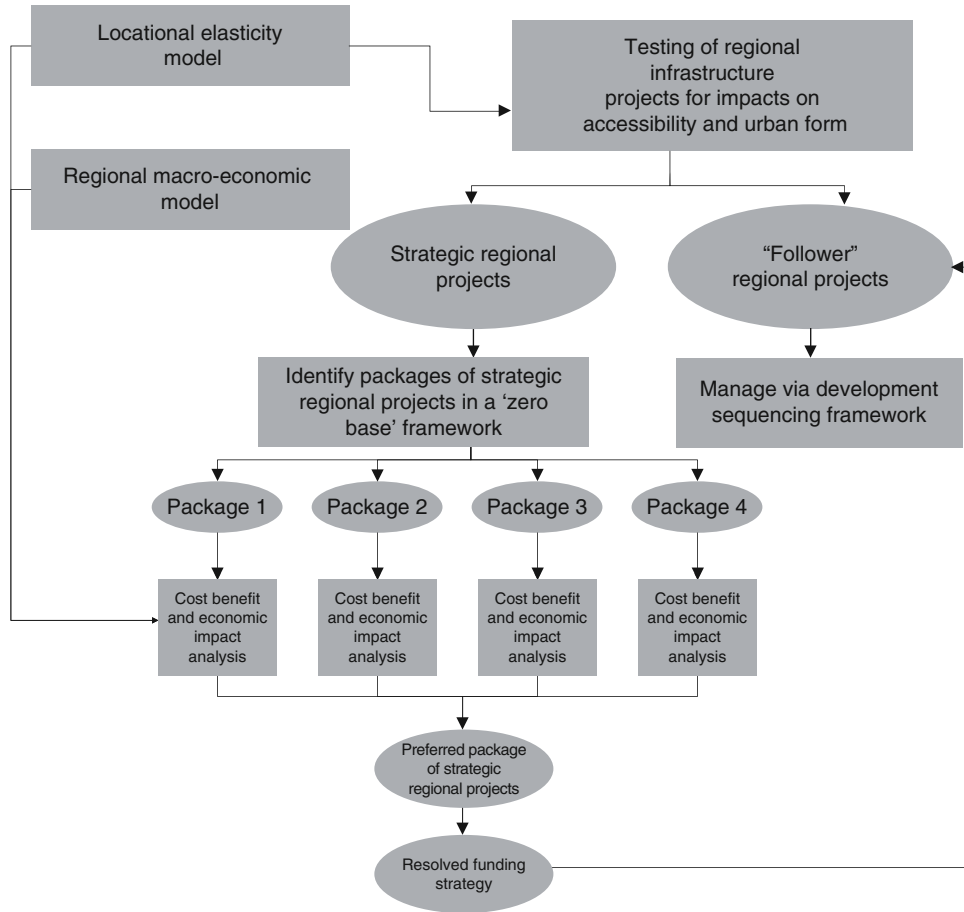 Locational elasticity
model
Testing of regional
infrastructure
projects for impacts on
accessibility and urban form
Regional macro-economic
model
Strategic regional
projects
“Follower”
regional projects
Identify packages of strategic
regional projects in a ‘zero
base’ framework
Manage via development
sequencing framework
Package 1
Package 2
Package 3
Package 4
Cost benefit
and economic
impact
analysis
Cost benefit
and economic
impact
analysis
Cost benefit
and economic
impact
analysis
Cost benefit
and economic
impact
analysis
Preferred package
of strategic
regional projects
Resolved funding
strategy